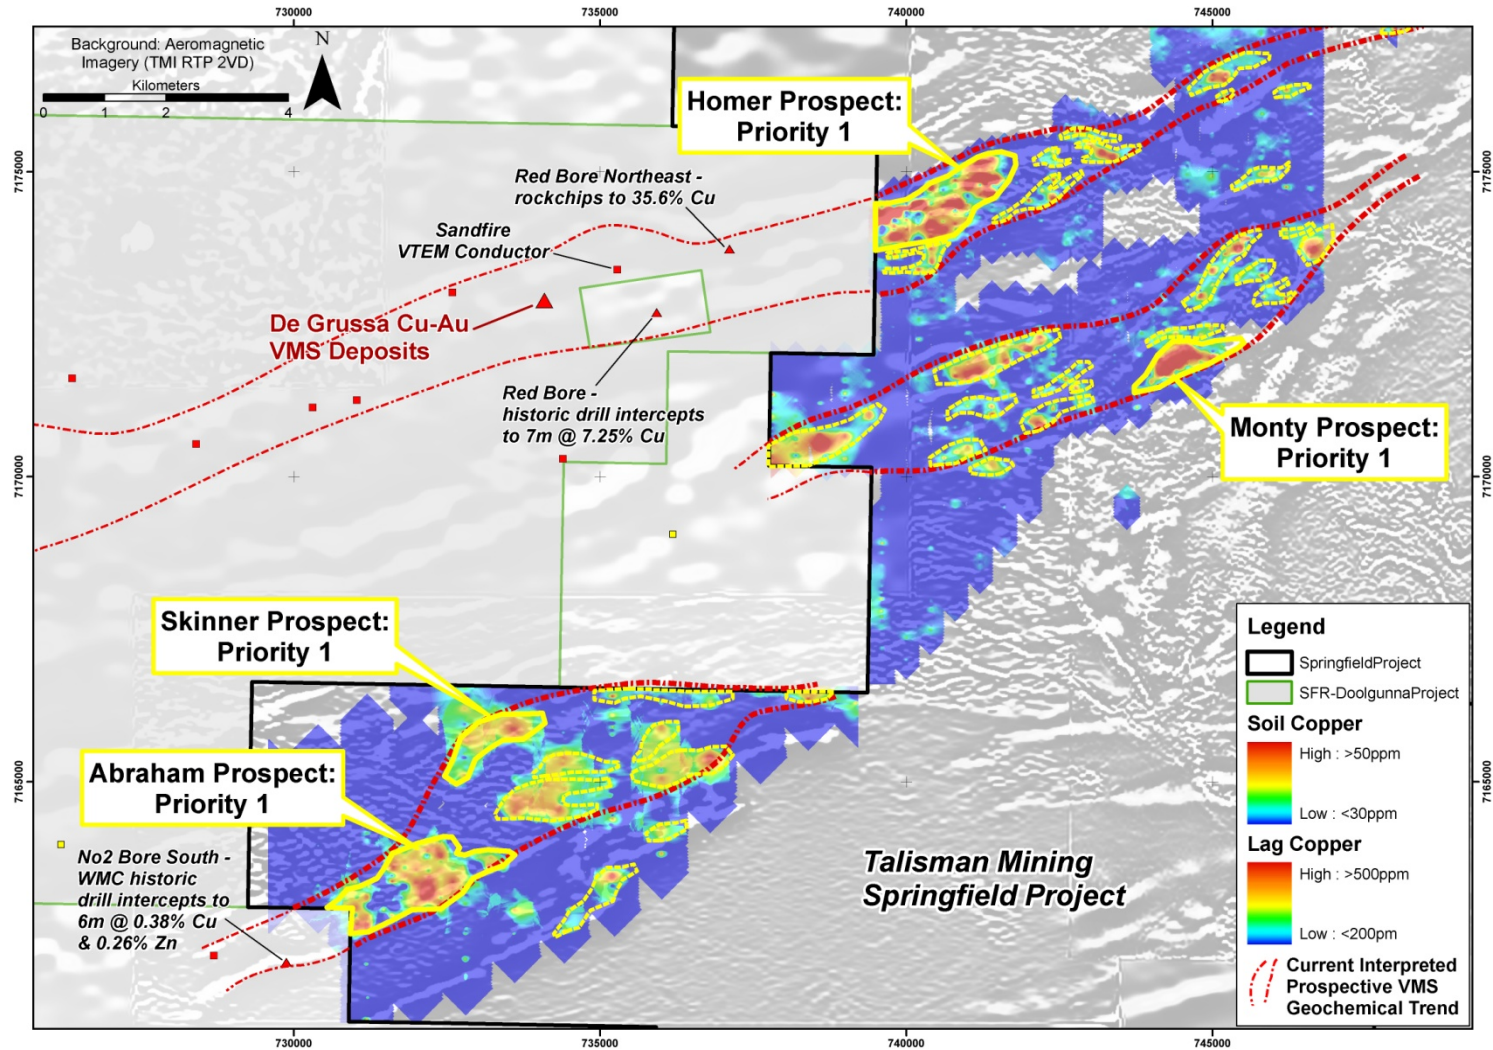 730000
735000
740000
745000
Background: Aeromagnetic
Imagery (TMI RTP 2VD)
N
Kilometers
0 1 2 4
Homer Prospect:
Priority 1
7175000
7175000
Red Bore Northeast -
rockchips to 35.6% Cu
Sandfire
VTEM Conductor
De Grussa Cu-Au
VMS Deposits
Red Bore -
historic drill intercepts
to 7m @ 7.25% Cu
Monty Prospect:
Priority 1
7170000
7170000
Skinner Prospect:
Priority 1
Abraham Prospect:
Priority 1
7165000
7165000
No2 Bore South -
WMC historic
drill intercepts to
6m @ 0.38% Cu
& 0.26% Zn
Talisman Mining
Springfield Project
Legend
SpringfieldProject
SFR-DoolgunnaProject
Soil Copper
High : >50ppm
Low : <30ppm
Lag Copper
High : >500ppm
Low : <200pm
Current Interpreted
Prospective VMS
Geochemical Trend
730000
735000
740000
745000